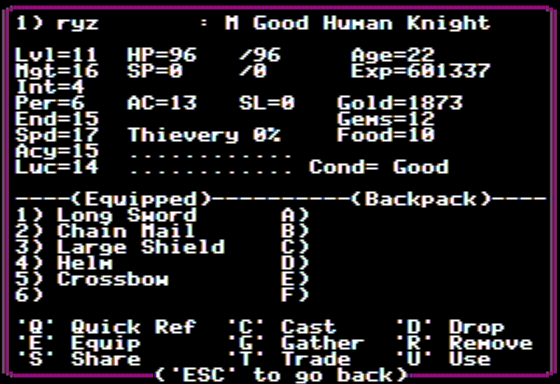 1) ryz : M Good Human Knight
Lvl=11 HP=96 /96 Age=22
Mgt=16 SP=0 /0 Exp=601337
Int=4
Per=6 AC=13 SL=0 Gold=1873
End=15 Gems=12
Spd=17 Thievery 0% Food=10
Acy=15 ............
Luc=14 ............ Cond= Good
----(Equipped)----------(Backpack)----
1) Long Sword A)
2) Chain Mail B)
3) Large Shield C)
4) Helm D)
5) Crossbow E)
6) F)
'Q' Quick Ref 'C' Cast 'D' Drop
'E' Equip 'G' Gather 'R' Remove
'S' Share 'T' Trade 'U' Use
('ESC' to go back)